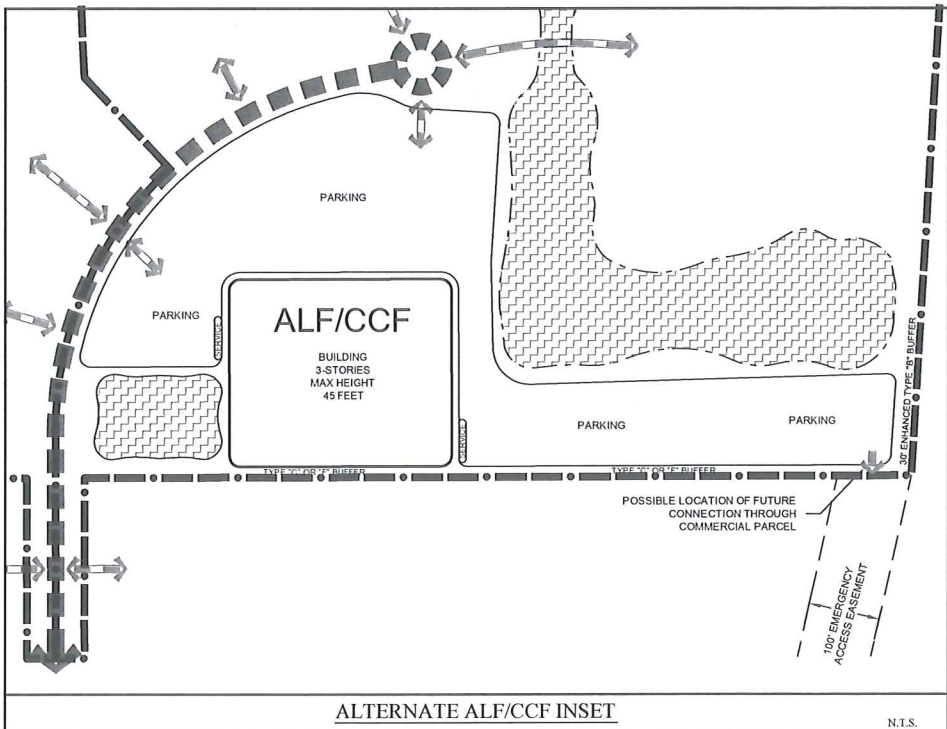 PARKING
PARKING
SERVICE
ALF/CCF
BUILDING
3-STORIES
MAX HEIGHT
45 FEET
PARKING
PARKING
SERVICE
30' ENHANCED TYPE "B" BUFFER
TYPE "C" OR "F" BUFFER
TYPE "C" OR "F" BUFFER
POSSIBLE LOCATION OF FUTURE
CONNECTION THROUGH
COMMERCIAL PARCEL
100' EMERGENCY
ACCESS EASEMENT
ALTERNATE ALF/CCF INSET
N.T.S.